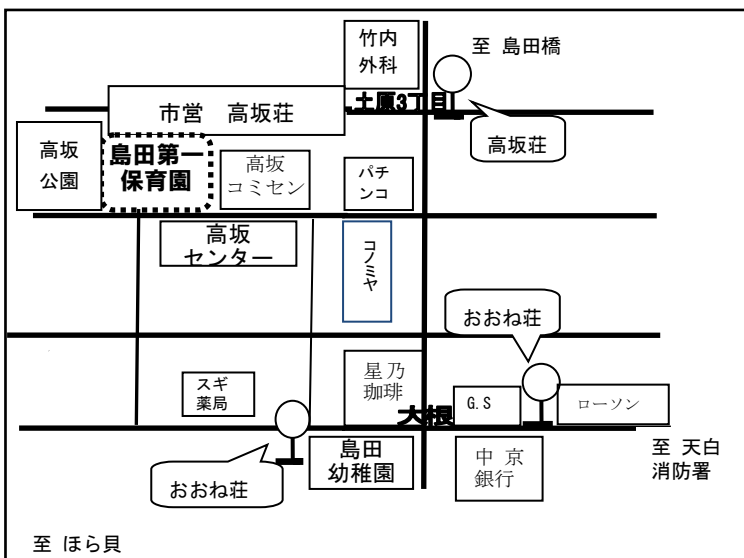 竹内
外科
至 島田橋
市営 高坂荘
土原3丁目
高坂荘
高坂
公園
島田第一
保育園
高坂
コミセン
パチ
ンコ
高坂
センター
コノミヤ
おおね荘
スギ
薬局
星乃
珈琲
大根
G.S
ローソン
島田
幼稚園
中京
銀行
至 天白
消防署
おおね荘
至 ほら貝